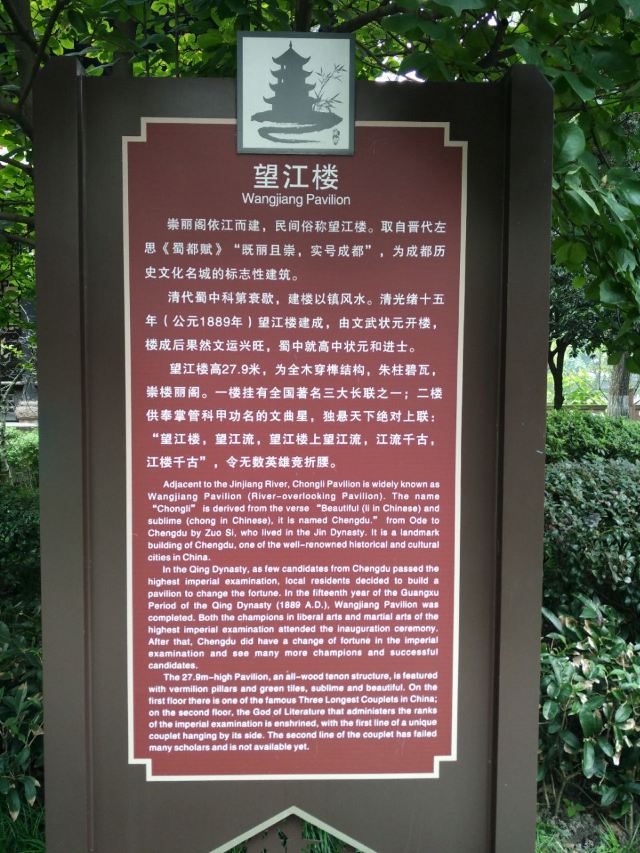 望江楼
Wangjiang Pavilion
崇丽阁依江而建，民间俗称望江楼。取自晋代左
思《蜀都赋》“既丽且崇，实号成都”，为成都历
史文化名城的标志性建筑。
清代蜀中科第衰歇，建楼以镇风水。清光绪十五
年（公元1889年）望江楼建成，由文武状元开楼，
楼成后果然文运兴旺，蜀中就高中状元和进士。
望江楼高27.9米，为全木穿榫结构，朱柱碧瓦，
崇楼丽阁。一楼挂有全国著名三大长联之一；二楼
供奉掌管科甲功名的文曲星，独悬天下绝对上联：
“望江楼，望江流，望江楼上望江流，江流千古，
江楼千古”，令无数英雄竞折腰。
Adjacent to the Jinjiang River, Chongli Pavilion is widely known as
Wangjiang Pavilion (River-overlooking Pavilion). The name
“Chongli” is derived from the verse “Beautiful (li in Chinese) and
sublime (chong in Chinese), it is named Chengdu.” from Ode to
Chengdu by Zuo Si, who lived in the Jin Dynasty. It is a landmark
building of Chengdu, one of the well-renowned historical and cultural
cities in China.
In the Qing Dynasty, as few candidates from Chengdu passed the
highest imperial examination, local residents decided to build a
pavilion to change the fortune. In the fifteenth year of the Guangxu
Period of the Qing Dynasty (1889 A.D.), Wangjiang Pavilion was
completed. Both the champions in liberal arts and martial arts of the
highest imperial examination attended the inauguration ceremony.
After that, Chengdu did have a change of fortune in the imperial
examination and see many more champions and successful
candidates.
The 27.9m-high Pavilion, an all-wood tenon structure, is featured
with vermilion pillars and green tiles, sublime and beautiful. On the
first floor there is one of the famous Three Longest Couplets in China;
on the second floor, the God of Literature that administers the ranks
of the imperial examination is enshrined, with the first line of a unique
couplet hanging by its side. The second line of the couplet has failed
many scholars and is not available yet.